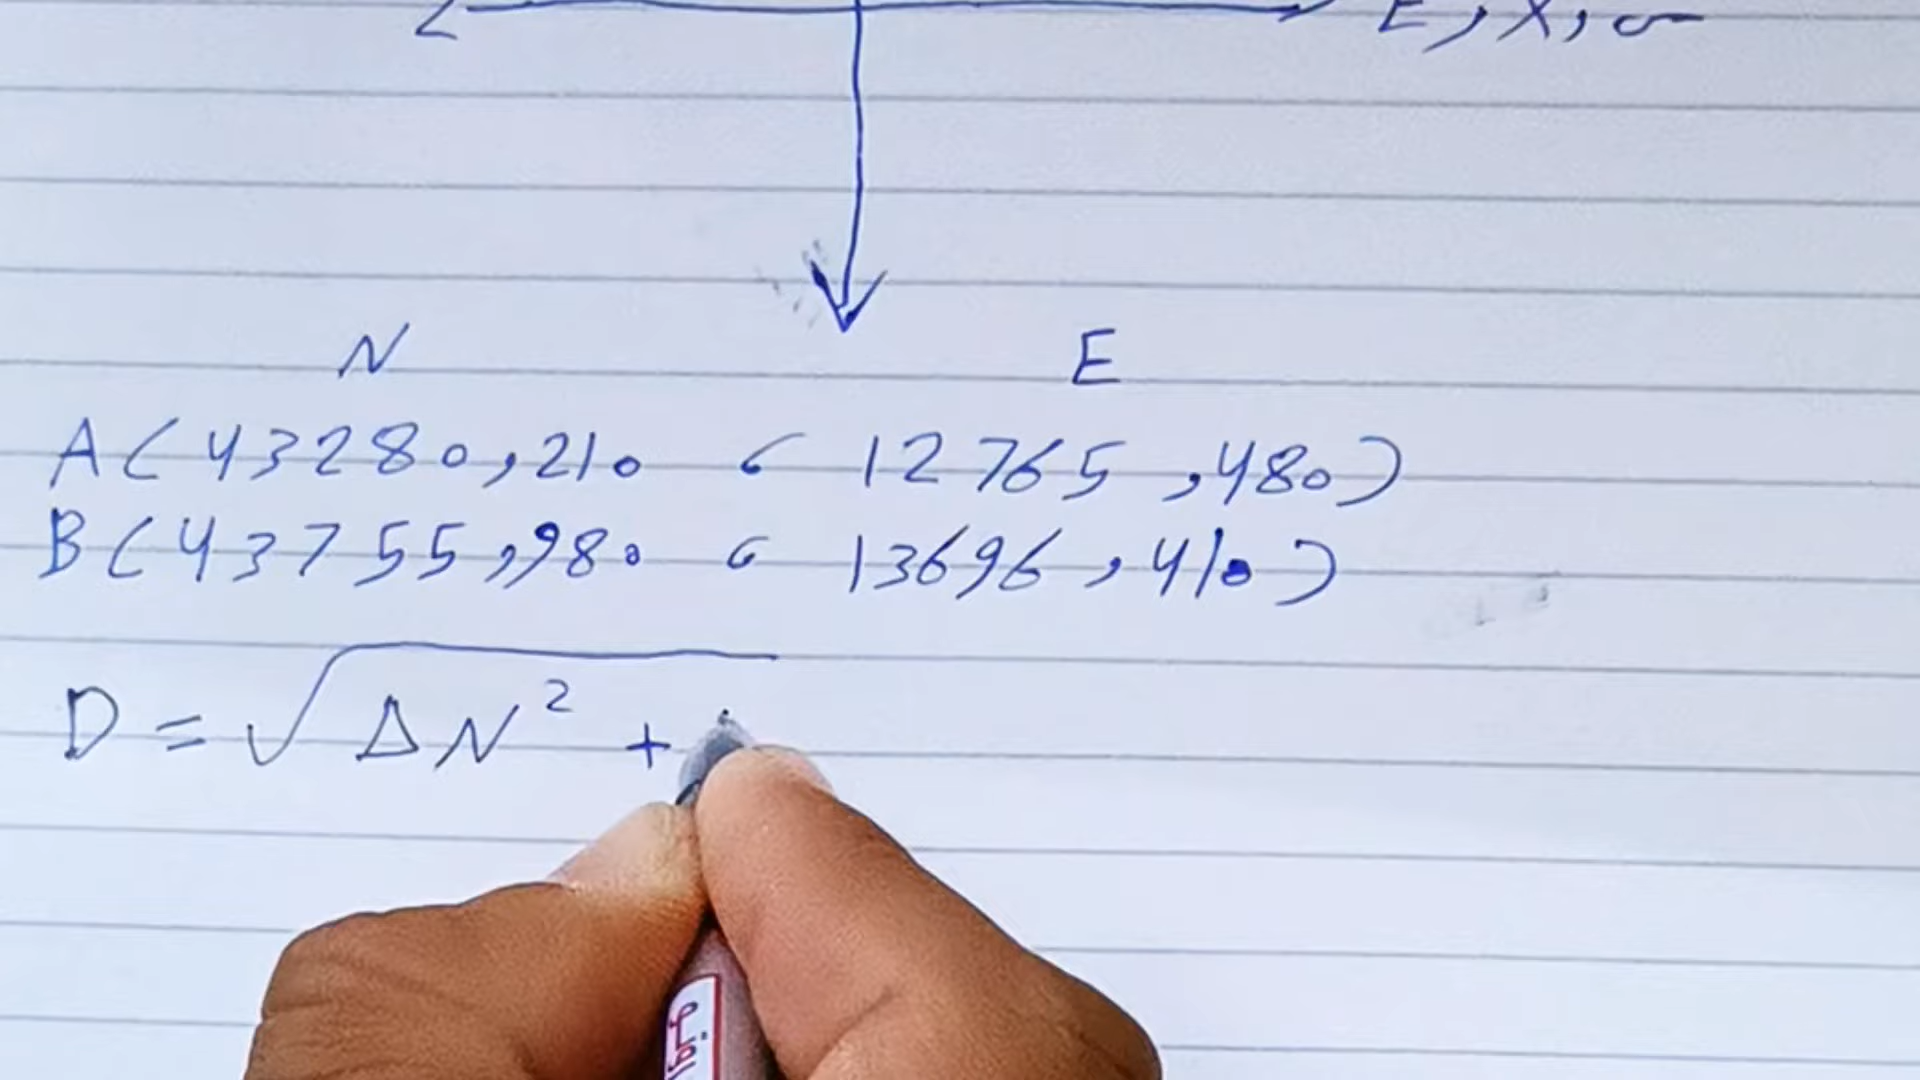 E, X, س
N E
A (43280,210 ، 12765,480)
B (43755,980 ، 13696,410)
D = √ΔN² +